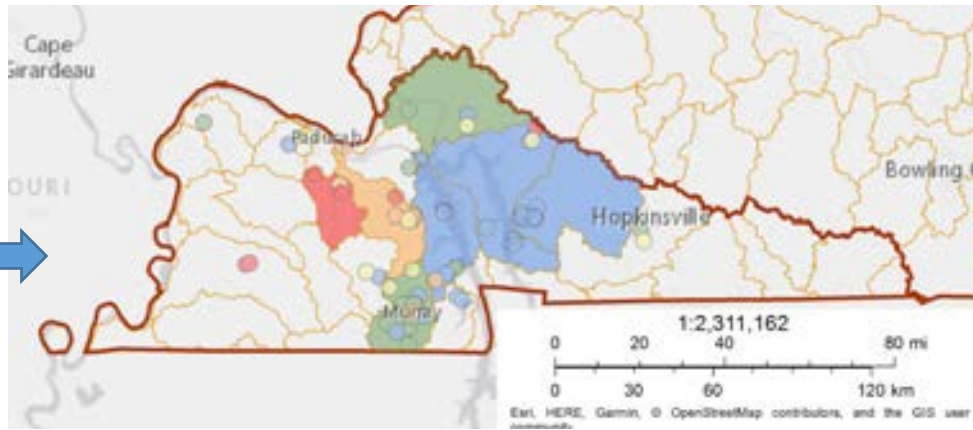 Cape
Girardeau
Paducah
OURI
Bowling G
Hopkinsville
Murray
1:2,311,162
0 20 40 80 mi
0 30 60 120 km
Esri, HERE, Garmin, © OpenStreetMap contributors, and the GIS user
community